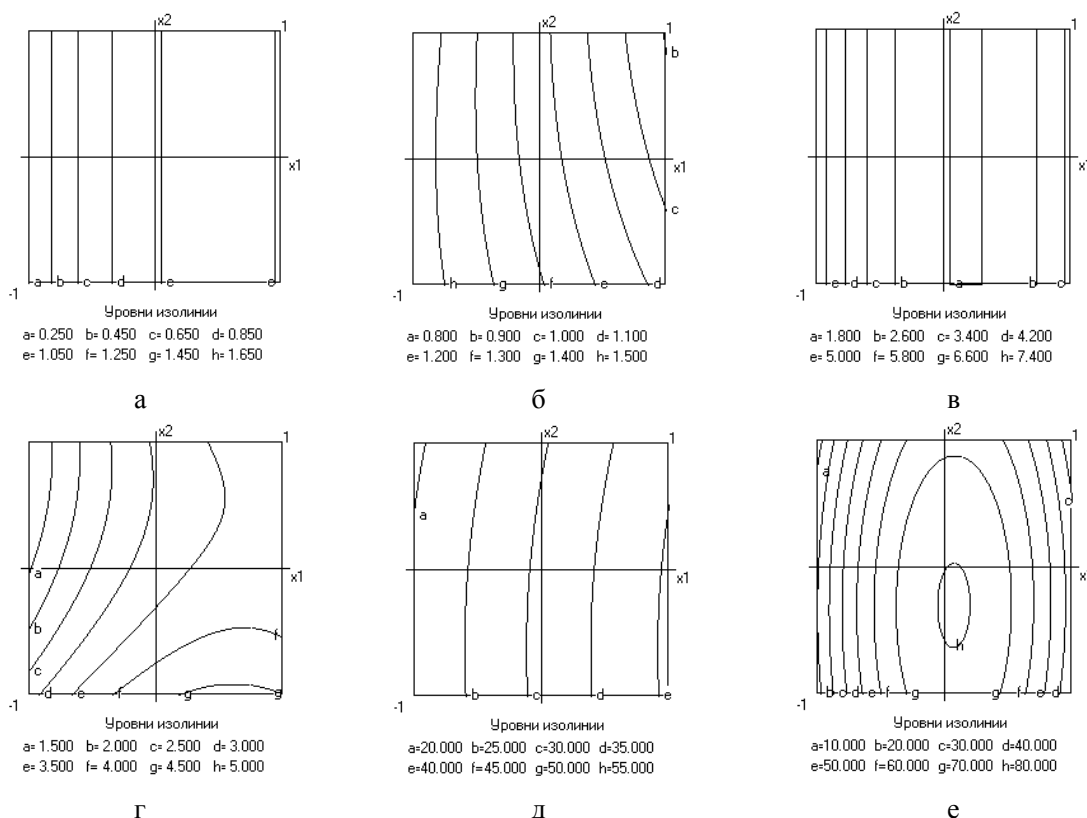 x2
1
x1
a b c d e e
-1
Уровни изолинии
a= 0.250 b= 0.450 c= 0.650 d= 0.850
e= 1.050 f= 1.250 g= 1.450 h= 1.650
а
x2
1
b
x1
c
h g f e d
-1
Уровни изолинии
a= 0.800 b= 0.900 c= 1.000 d= 1.100
e= 1.200 f= 1.300 g= 1.400 h= 1.500
б
x2
1
x1
e d c b a b c
-1
Уровни изолинии
a= 1.800 b= 2.600 c= 3.400 d= 4.200
e= 5.000 f= 5.800 g= 6.600 h= 7.400
в
x2
1
a
x1
b
f
c
d e f g g
-1
Уровни изолинии
a= 1.500 b= 2.000 c= 2.500 d= 3.000
e= 3.500 f= 4.000 g= 4.500 h= 5.000
г
x2
1
a
x1
b c d e
-1
Уровни изолинии
a=20.000 b=25.000 c=30.000 d=35.000
e=40.000 f=45.000 g=50.000 h=55.000
д
x2
1
a
c
h
b c d e f g g f e d
-1
Уровни изолинии
a=10.000 b=20.000 c=30.000 d=40.000
e=50.000 f=60.000 g=70.000 h=80.000
е